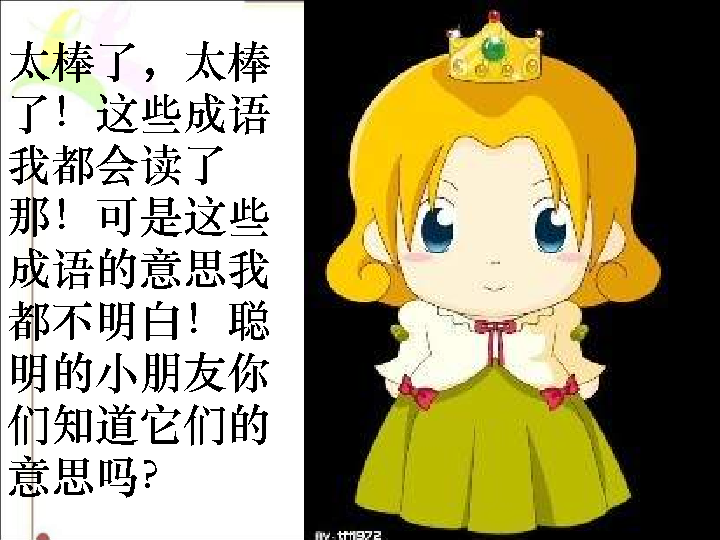 太棒了，太棒
了！这些成语
我都会读了
那！可是这些
成语的意思我
都不明白！聪
明的小朋友你
们知道它们的
意思吗？